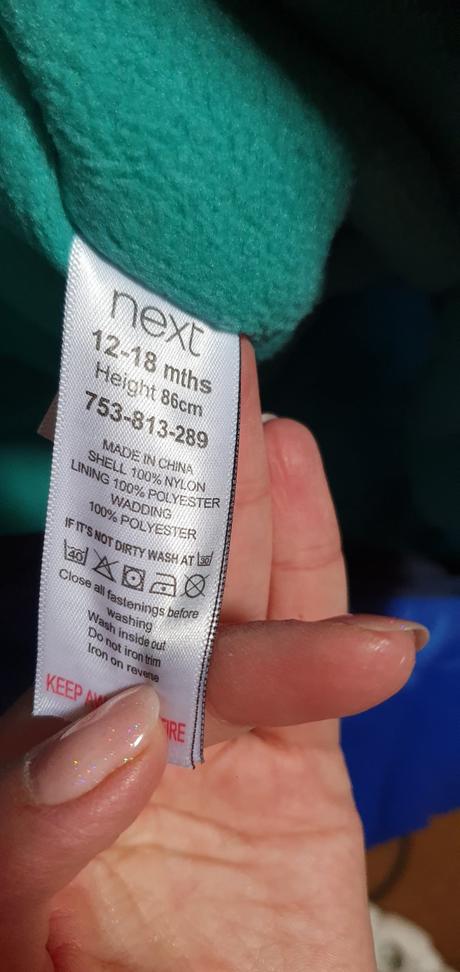 next
12-18 mths
Height 86cm
753-813-289
MADE IN CHINA
SHELL 100% NYLON
LINING 100% POLYESTER
WADDING
100% POLYESTER
IF IT'S NOT DIRTY WASH AT 30
40
Close all fastenings before
washing
Wash inside out
Do not iron trim
Iron on reverse
KEEP